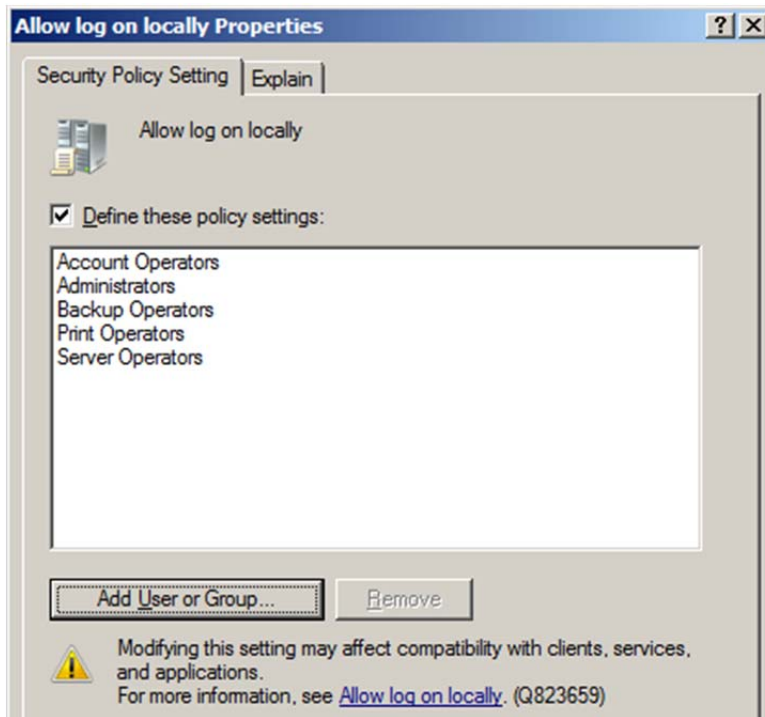 Allow log on locally Properties
Security Policy Setting Explain
Allow log on locally
Define these policy settings:
Account Operators
Administrators
Backup Operators
Print Operators
Server Operators
Add User or Group... Remove
Modifying this setting may affect compatibility with clients, services,
and applications.
For more information, see Allow log on locally. (Q823659)